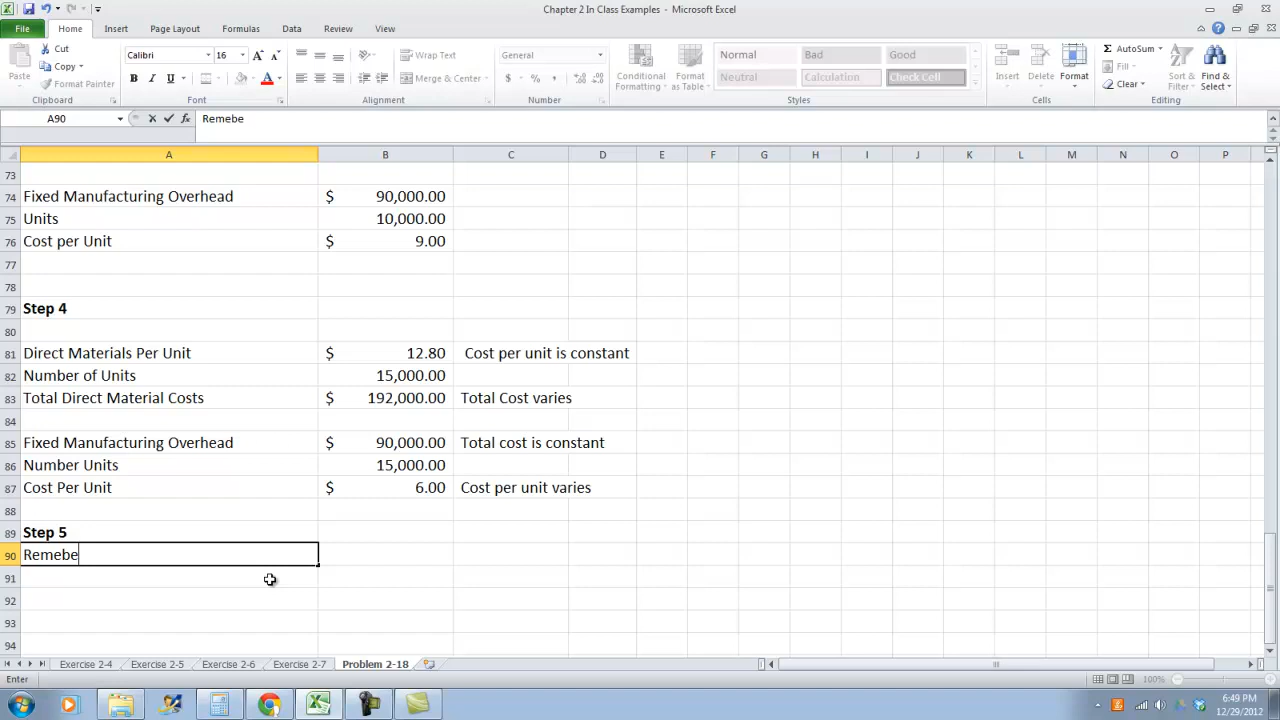 Chapter 2 In Class Examples - Microsoft Excel
File Home Insert Page Layout Formulas Data Review View
Paste Cut Copy Format Painter Clipboard
Calibri 16 A A B I U A Font
Wrap Text Merge & Center Alignment
General $ % , Number
Conditional Formatting Format as Table
Normal Bad Good
Neutral Calculation Check Cell
Styles
Insert Delete Format Cells
Σ AutoSum Fill Clear Sort & Filter Find & Select Editing
A90 fx Remebe
A B C D E F G H I J K L M N O P
73
74 Fixed Manufacturing Overhead $ 90,000.00
75 Units 10,000.00
76 Cost per Unit $ 9.00
77
78
79 Step 4
80
81 Direct Materials Per Unit $ 12.80 Cost per unit is constant
82 Number of Units 15,000.00
83 Total Direct Material Costs $ 192,000.00 Total Cost varies
84
85 Fixed Manufacturing Overhead $ 90,000.00 Total cost is constant
86 Number Units 15,000.00
87 Cost Per Unit $ 6.00 Cost per unit varies
88
89 Step 5
90 Remebe
91
92
93
94
Exercise 2-4 Exercise 2-5 Exercise 2-6 Exercise 2-7 Problem 2-18
Enter 100%
6:49 PM
12/29/2012